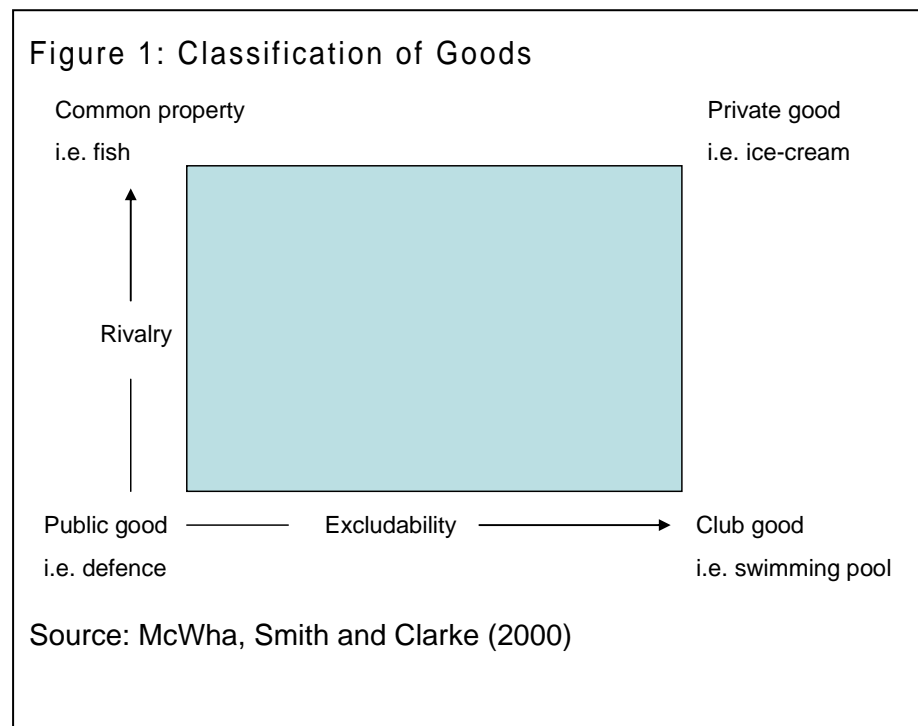 Figure 1: Classification of Goods
Common property
i.e. fish
Private good
i.e. ice-cream
Rivalry
Public good
i.e. defence
Excludability
Club good
i.e. swimming pool
Source: McWha, Smith and Clarke (2000)